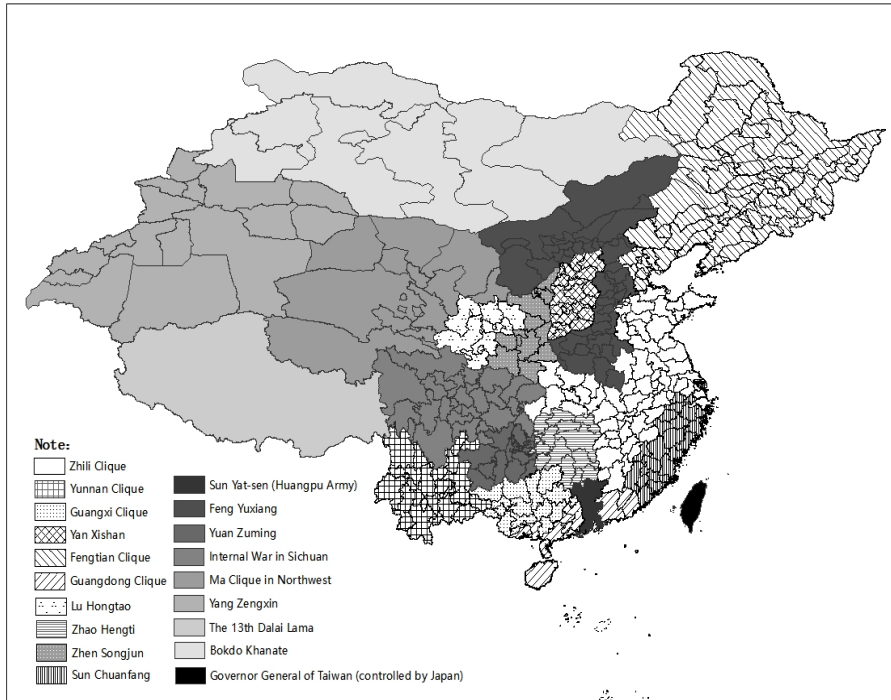 Note:
Zhili Clique
Yunnan Clique
Guangxi Clique
Yan Xishan
Fengtian Clique
Guangdong Clique
Lu Hongtao
Zhao Hengti
Zhen Songjun
Sun Chuanfang
Sun Yat-sen (Huangpu Army)
Feng Yuxiang
Yuan Zuming
Internal War in Sichuan
Ma Clique in Northwest
Yang Zengxin
The 13th Dalai Lama
Bokdo Khanate
Governor General of Taiwan (controlled by Japan)